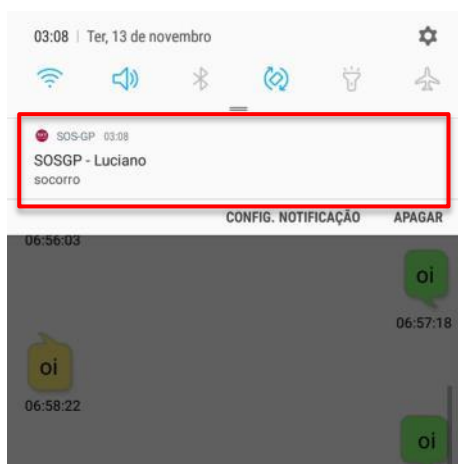 03:08 | Ter, 13 de novembro
SOS-GP 03:08
SOSGP - Luciano
socorro
CONFIG. NOTIFICAÇÃO APAGAR
06:56:03
oi
06:57:18
oi
06:58:22
oi